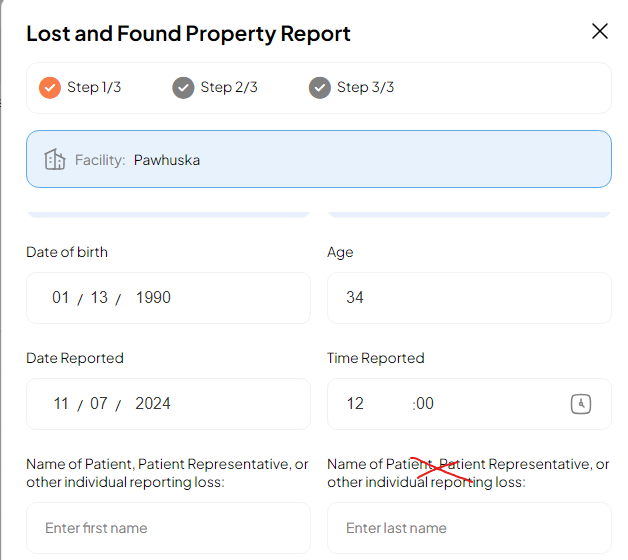 Lost and Found Property Report
Step 1/3 Step 2/3 Step 3/3
Facility: Pawhuska
Date of birth
Age
01 / 13 / 1990
34
Date Reported
Time Reported
11 / 07 / 2024
12 :00
Name of Patient, Patient Representative, or
other individual reporting loss:
Name of Patient, Patient Representative, or
other individual reporting loss:
Enter first name
Enter last name